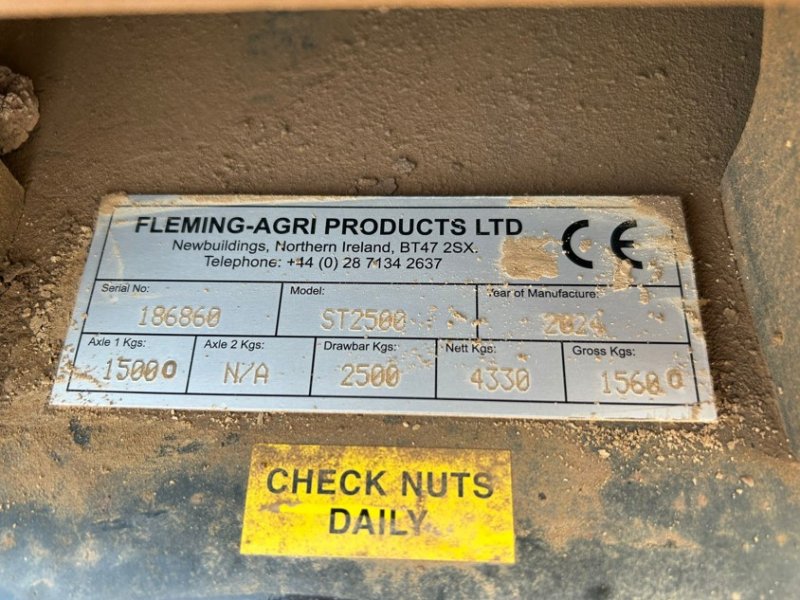 FLEMING-AGRI PRODUCTS LTD
Newbuildings, Northern Ireland, BT47 2SX.
Telephone: +44 (0) 28 7134 2637
CE
Serial No: Model: Year of Manufacture:
186860 ST2500 2024
Axle 1 Kgs: Axle 2 Kgs: Drawbar Kgs: Nett Kgs: Gross Kgs:
15000 N/A 2500 4330 15600
CHECK NUTS
DAILY